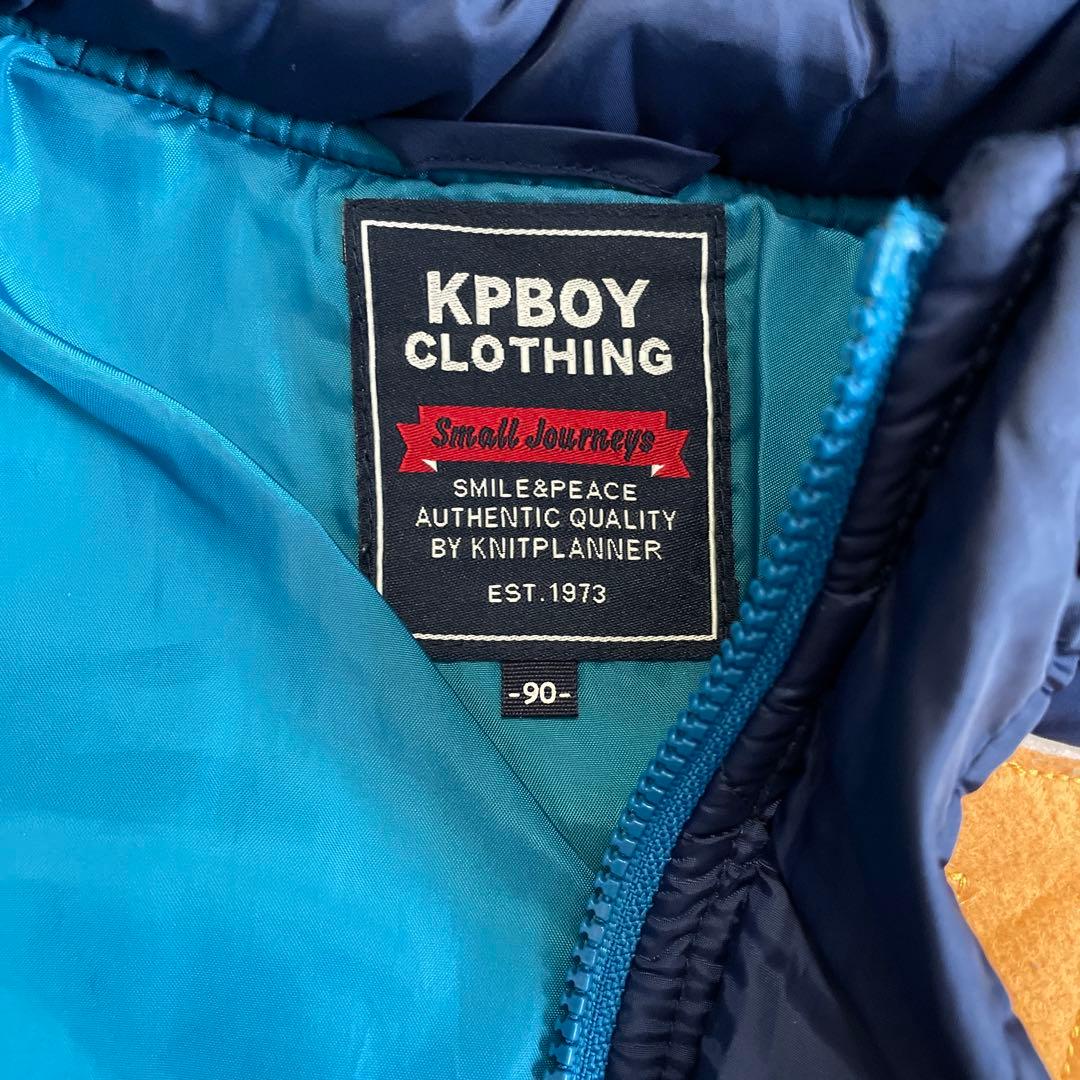 KPBOY
CLOTHING
Small Journeys
SMILE&PEACE
AUTHENTIC QUALITY
BY KNITPLANNER
EST.1973
-90-